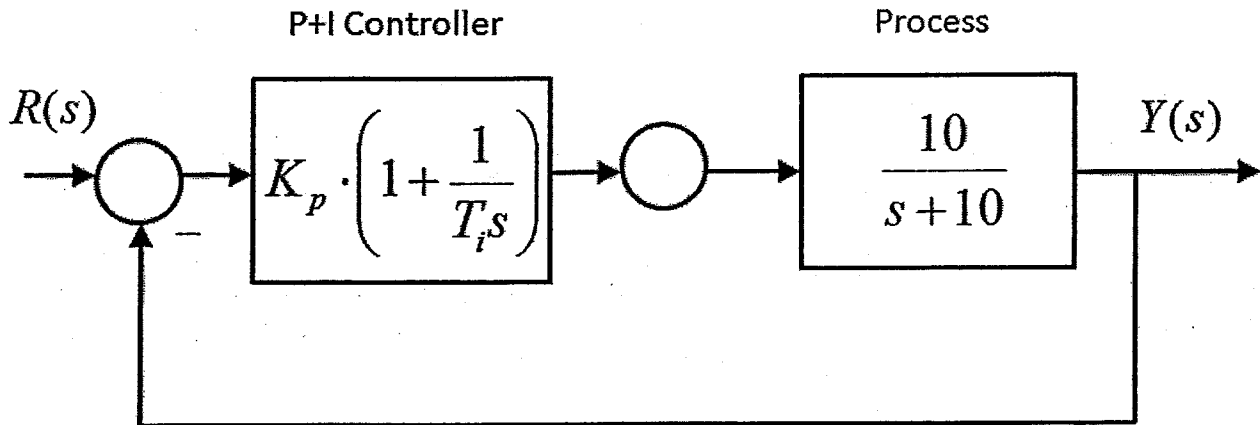 P+I Controller
Process
R(s)
−
K_p · (1 + 1/(T_i s))
10/(s+10)
Y(s)